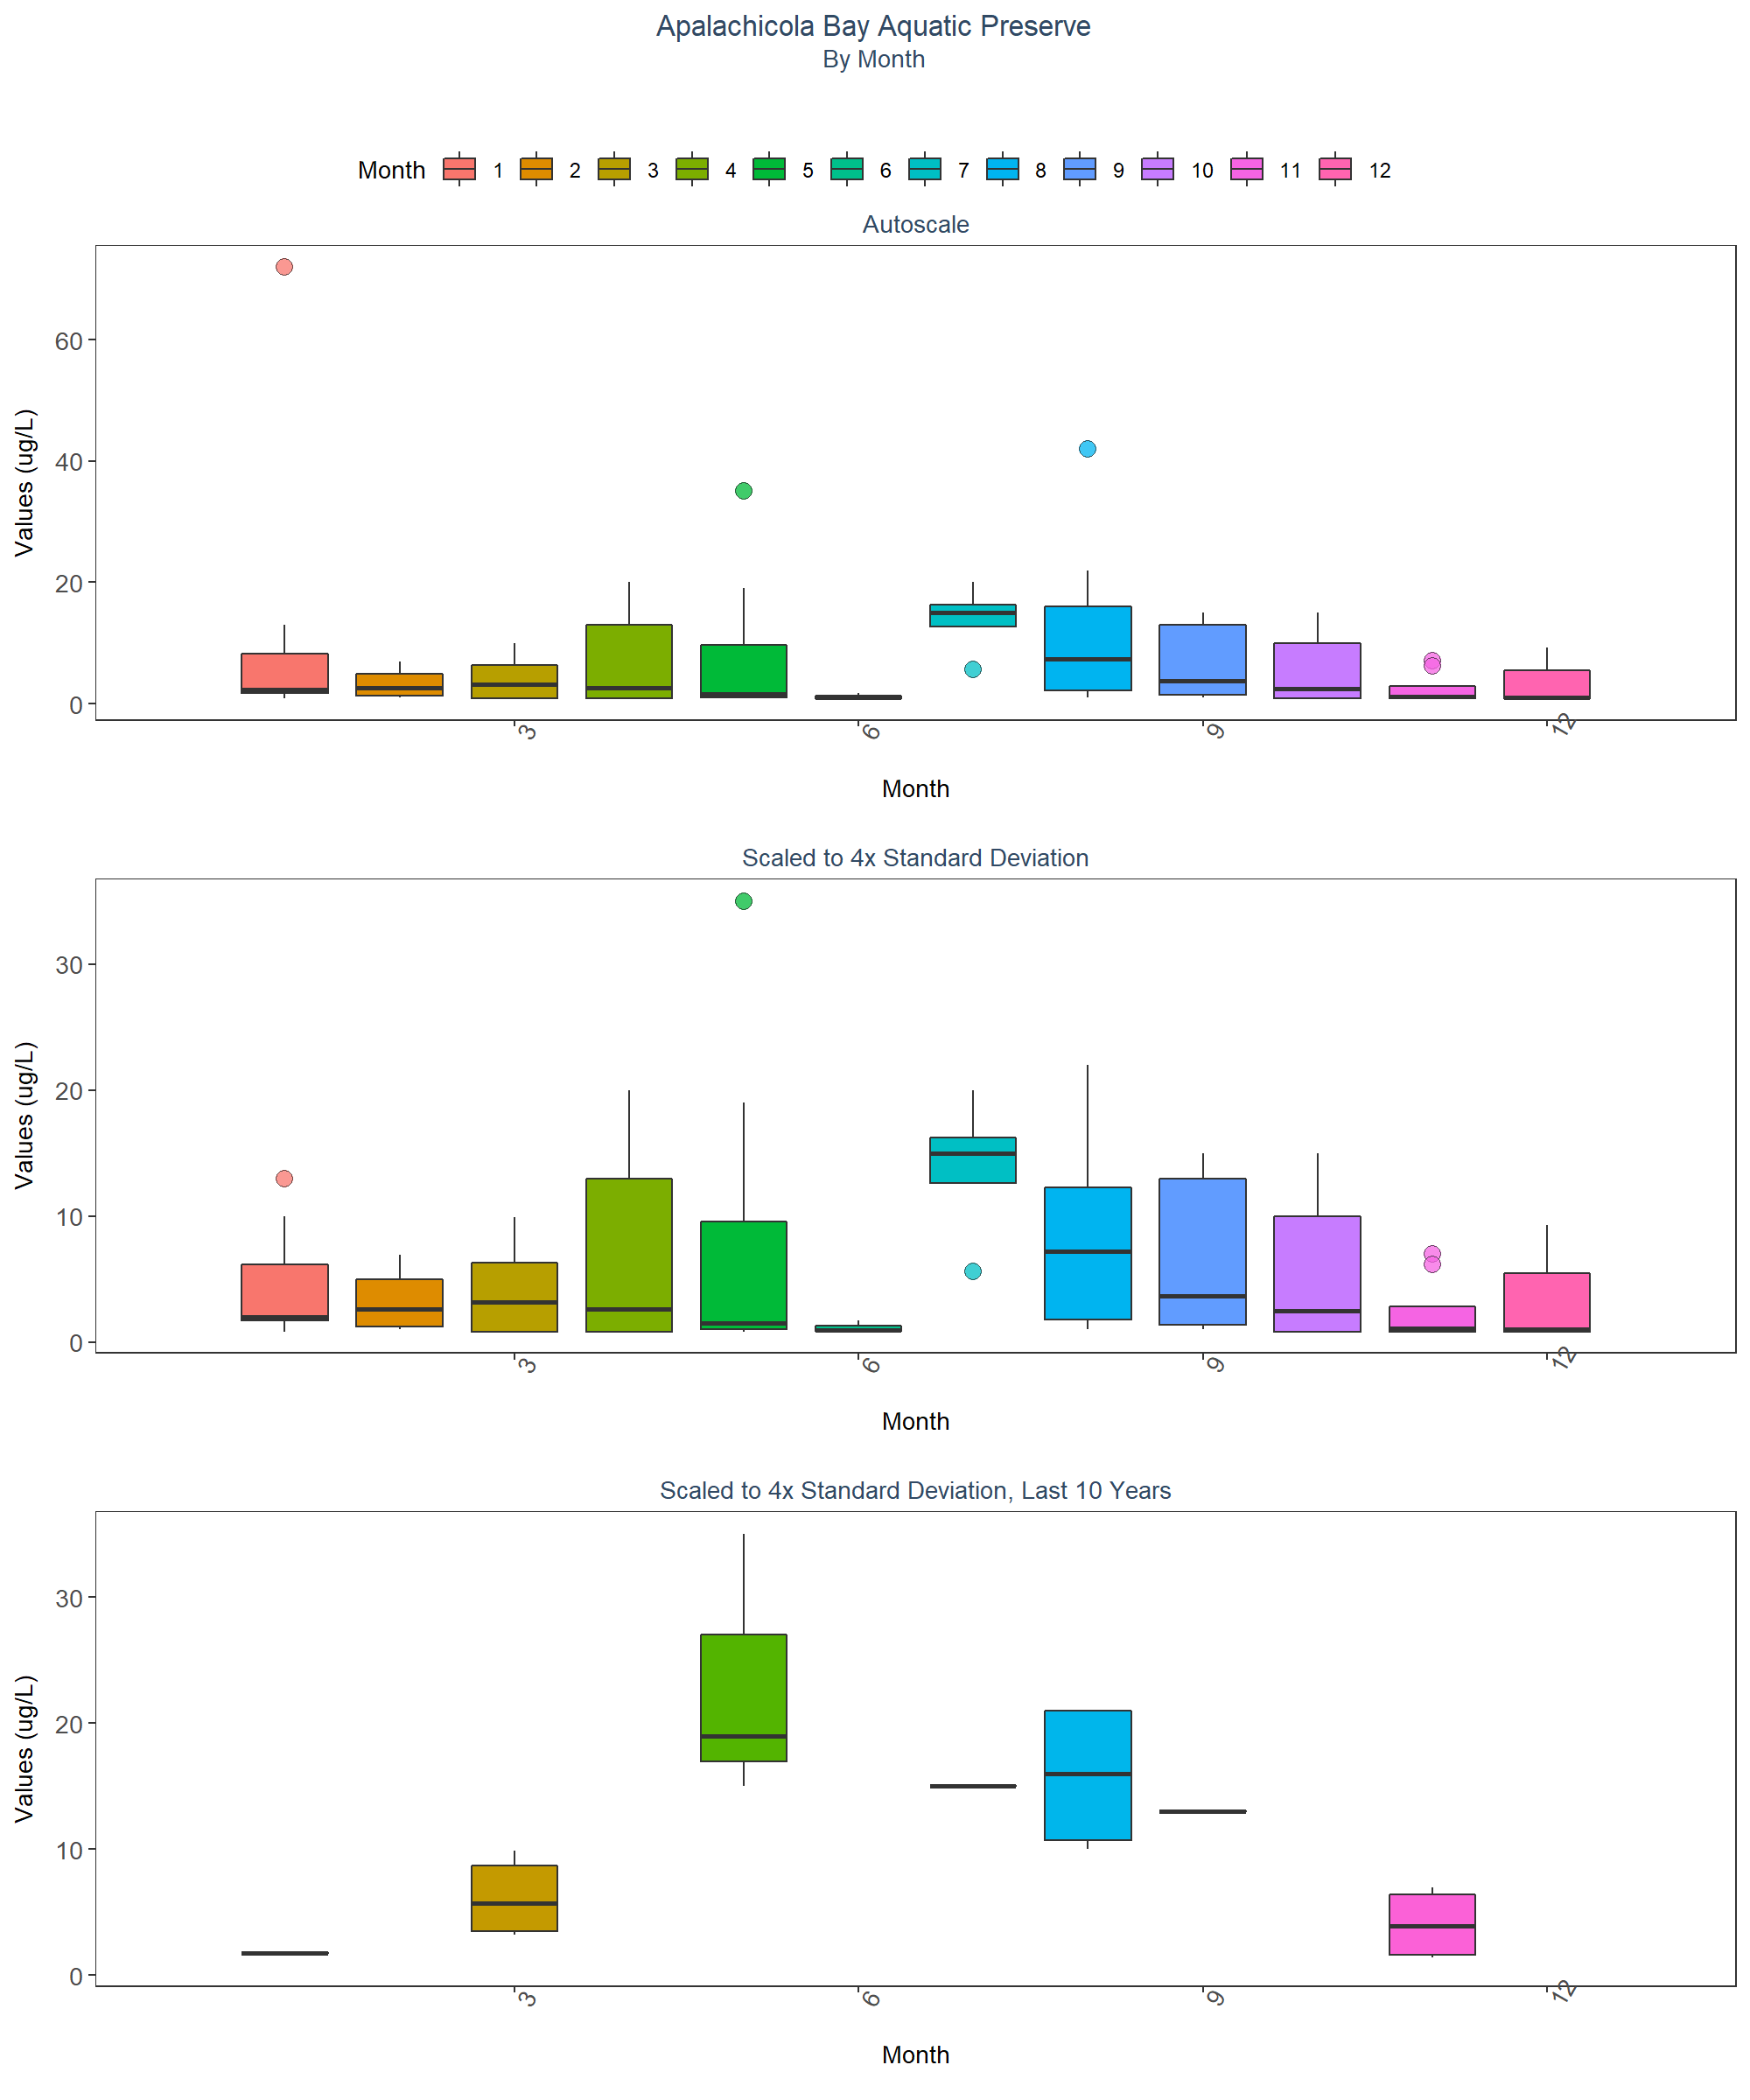 Apalachicola Bay Aquatic Preserve
By Month
Month 1 2 3 4 5 6 7 8 9 10 11 12
Autoscale
Values (ug/L)
60
40
20
0
3 6 9 12
Month
Scaled to 4x Standard Deviation
Values (ug/L)
30
20
10
0
3 6 9 12
Month
Scaled to 4x Standard Deviation, Last 10 Years
Values (ug/L)
30
20
10
0
3 6 9 12
Month